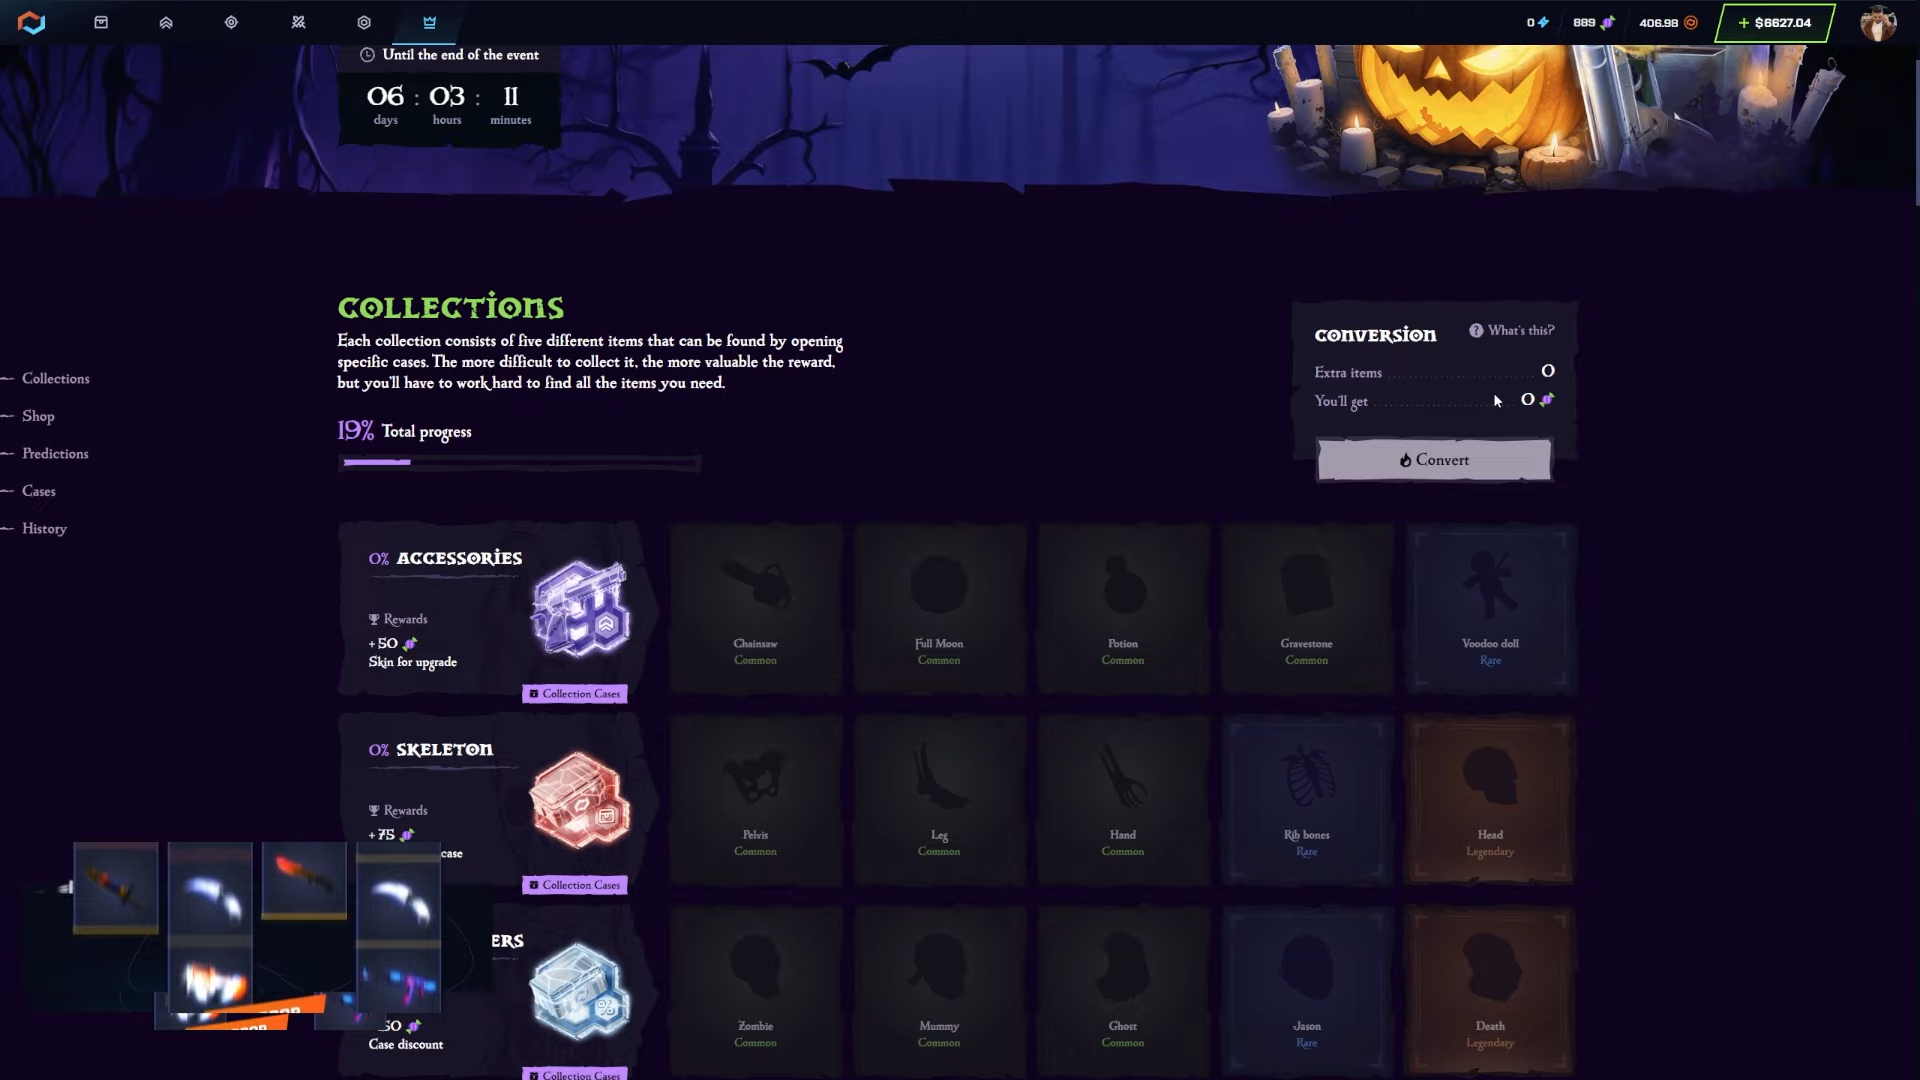 0
889
406.98
+ $6627.04
Until the end of the event
06 : 03 : 11
days hours minutes
COLLECTIONS
Each collection consists of five different items that can be found by opening
specific cases. The more difficult to collect it, the more valuable the reward,
but you'll have to work hard to find all the items you need.
19% Total progress
CONVERSION
What's this?
Extra items 0
You'll get 0
Convert
Collections
Shop
Predictions
Cases
History
0% ACCESSORIES
Rewards
+50
Skin for upgrade
Collection Cases
Chainsaw
Common
Full Moon
Common
Potion
Common
Gravestone
Common
Voodoo doll
Rare
0% SKELETON
Rewards
+75
case
Collection Cases
Pelvis
Common
Leg
Common
Hand
Common
Rib bones
Rare
Head
Legendary
ERS
50
Case discount
Collection Cases
Zombie
Common
Mummy
Common
Ghost
Common
Jason
Rare
Death
Legendary